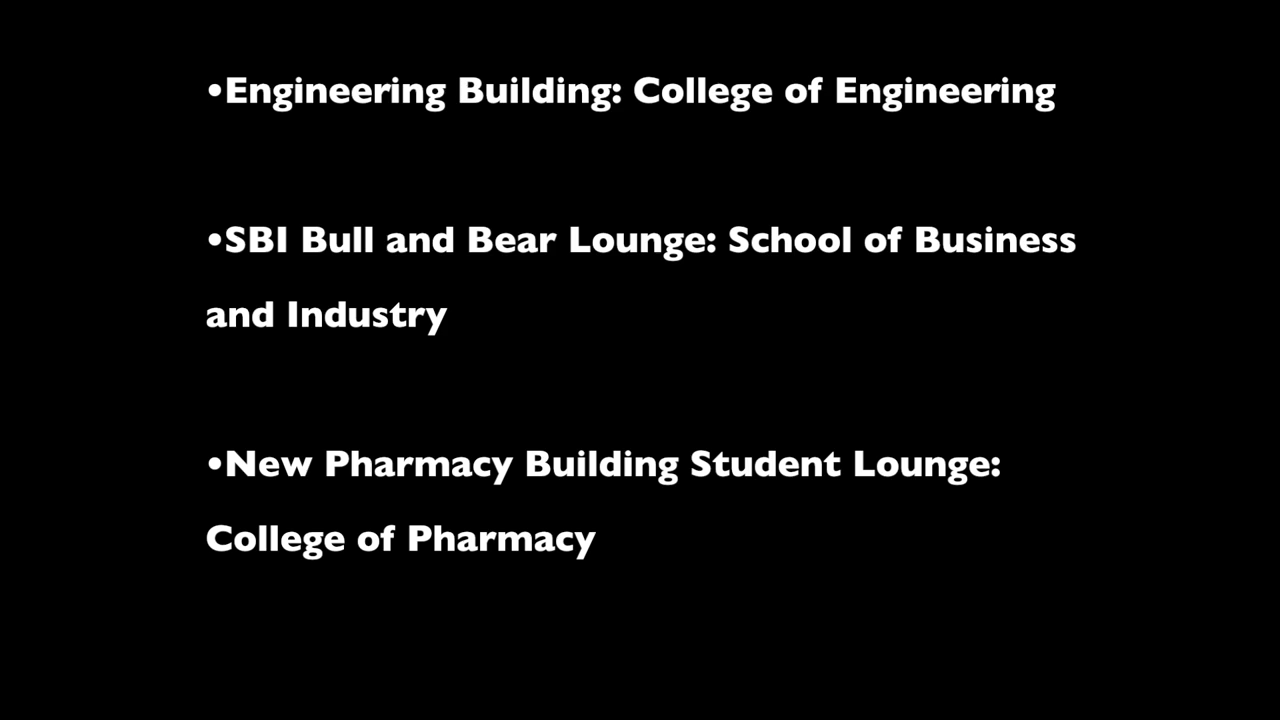 •Engineering Building: College of Engineering
•SBI Bull and Bear Lounge: School of Business
and Industry
•New Pharmacy Building Student Lounge:
College of Pharmacy